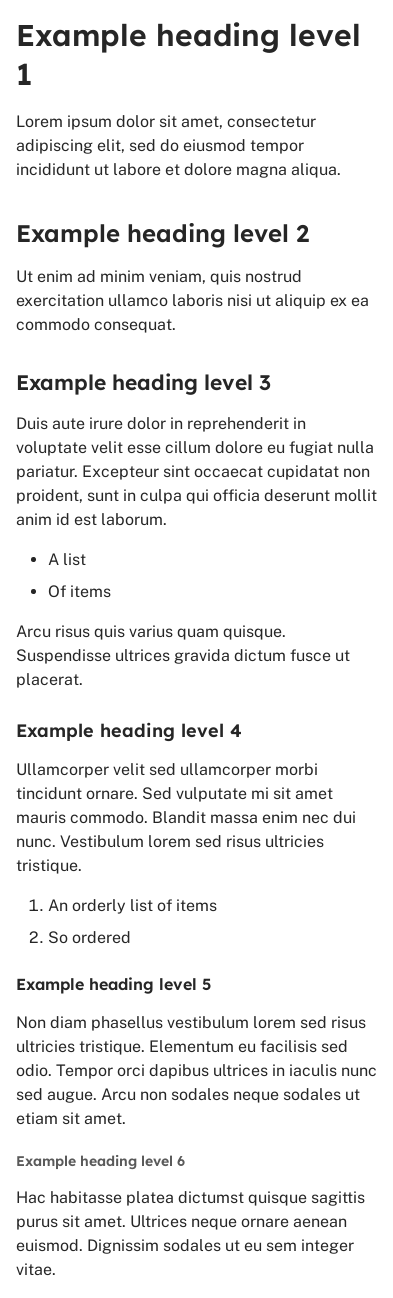 Example heading level
1
Lorem ipsum dolor sit amet, consectetur
adipiscing elit, sed do eiusmod tempor
incididunt ut labore et dolore magna aliqua.
Example heading level 2
Ut enim ad minim veniam, quis nostrud
exercitation ullamco laboris nisi ut aliquip ex ea
commodo consequat.
Example heading level 3
Duis aute irure dolor in reprehenderit in
voluptate velit esse cillum dolore eu fugiat nulla
pariatur. Excepteur sint occaecat cupidatat non
proident, sunt in culpa qui officia deserunt mollit
anim id est laborum.
• A list
• Of items
Arcu risus quis varius quam quisque.
Suspendisse ultrices gravida dictum fusce ut
placerat.
Example heading level 4
Ullamcorper velit sed ullamcorper morbi
tincidunt ornare. Sed vulputate mi sit amet
mauris commodo. Blandit massa enim nec dui
nunc. Vestibulum lorem sed risus ultricies
tristique.
1. An orderly list of items
2. So ordered
Example heading level 5
Non diam phasellus vestibulum lorem sed risus
ultricies tristique. Elementum eu facilisis sed
odio. Tempor orci dapibus ultrices in iaculis nunc
sed augue. Arcu non sodales neque sodales ut
etiam sit amet.
Example heading level 6
Hac habitasse platea dictumst quisque sagittis
purus sit amet. Ultrices neque ornare aenean
euismod. Dignissim sodales ut eu sem integer
vitae.